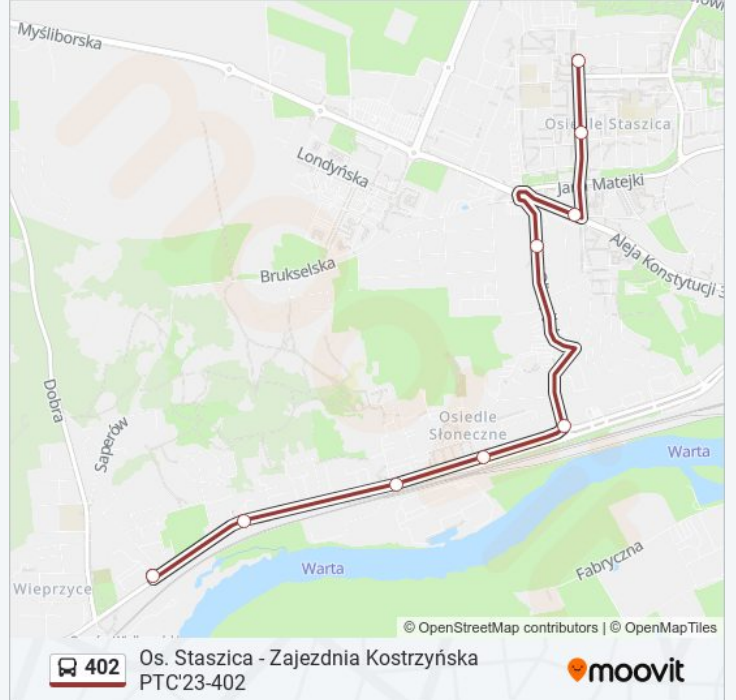 Myśliborska
Osiedle Staszica
Londyńska
Jana Matejki
Aleja Konstytucji 3
Brukselska
Dobra
Osiedle
Słoneczne
Saperów
Warta
Fabryczna
Warta
Wieprzyce
© OpenStreetMap contributors | © OpenMapTiles
402
Os. Staszica - Zajezdnia Kostrzyńska
PTC'23-402
moovit